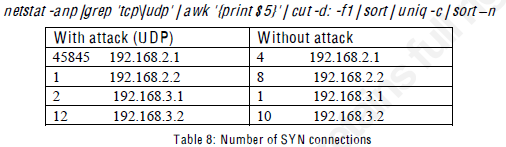 netstat -anp |grep 'tcp\|udp' | awk '{print $5}' | cut -d: -f1 | sort | uniq -c | sort –n
With attack (UDP) Without attack
45845 192.168.2.1 4 192.168.2.1
1 192.168.2.2 8 192.168.2.2
2 192.168.3.1 1 192.168.3.1
12 192.168.3.2 10 192.168.3.2
Table 8: Number of SYN connections